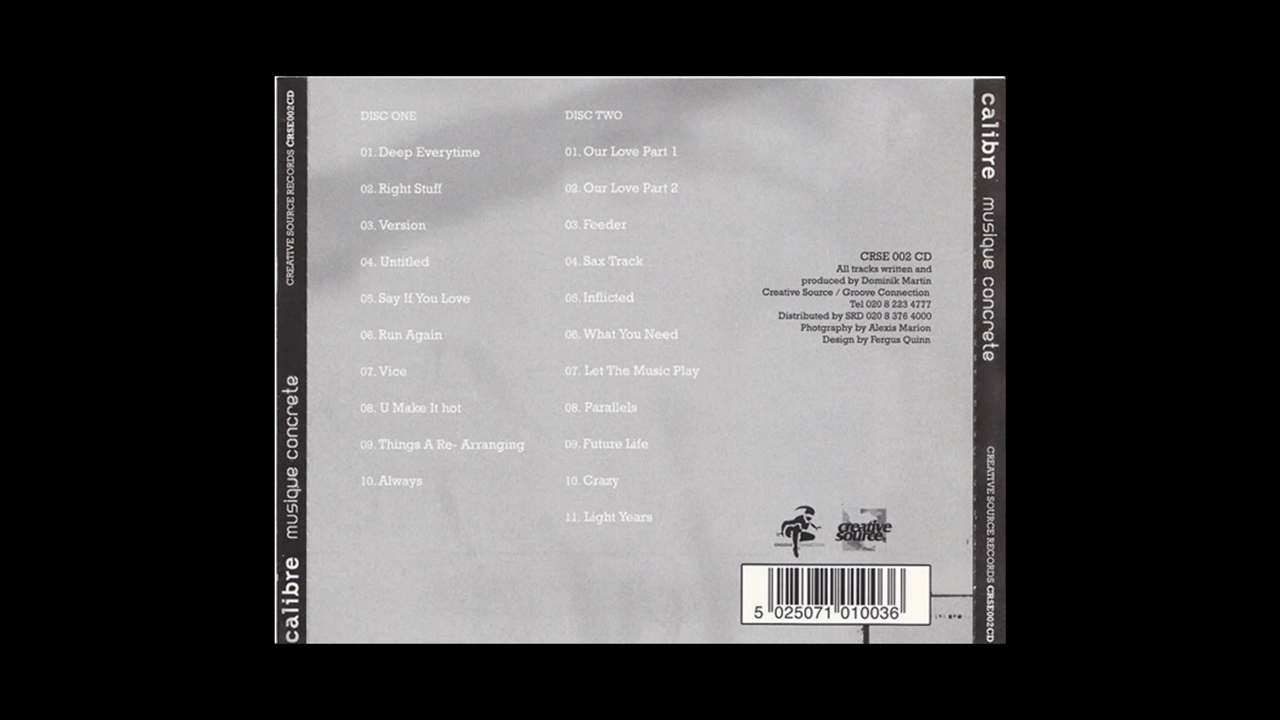 CREATIVE SOURCE RECORDS CRSE002CD
musique concrete
calibre
DISC ONE
01. Deep Everytime
02. Right Stuff
03. Version
04. Untitled
05. Say If You Love
06. Run Again
07. Vice
08. U Make It hot
09. Things A Re- Arranging
10. Always
DISC TWO
01. Our Love Part 1
02. Our Love Part 2
03. Feeder
04. Sax Track
05. Inflicted
06. What You Need
07. Let The Music Play
08. Parallels
09. Future Life
10. Crazy
11. Light Years
CRSE 002 CD
All tracks written and
produced by Dominik Martin
Creative Source / Groove Connection
Tel 020 8 223 4777
Distributed by SRD 020 8 376 4000
Photgraphy by Alexis Marion
Design by Fergus Quinn
GROOVE CONNECTION
creative
source
5 025071 010036
calibre
musique concrete
CREATIVE SOURCE RECORDS CRSE002CD